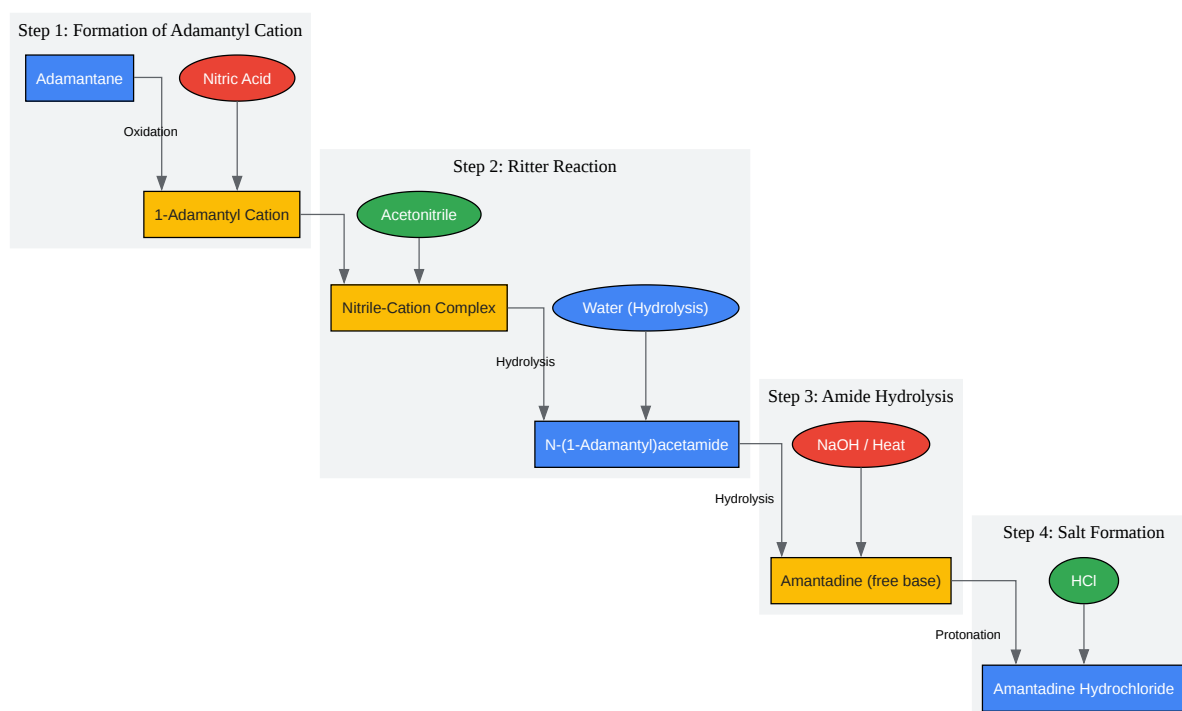 Step 1: Formation of Adamantyl Cation
Adamantane
Nitric Acid
Oxidation
1-Adamantyl Cation
Step 2: Ritter Reaction
Acetonitrile
Nitrile-Cation Complex
Water (Hydrolysis)
Hydrolysis
N-(1-Adamantyl)acetamide
Step 3: Amide Hydrolysis
NaOH / Heat
Hydrolysis
Amantadine (free base)
Step 4: Salt Formation
HCl
Protonation
Amantadine Hydrochloride